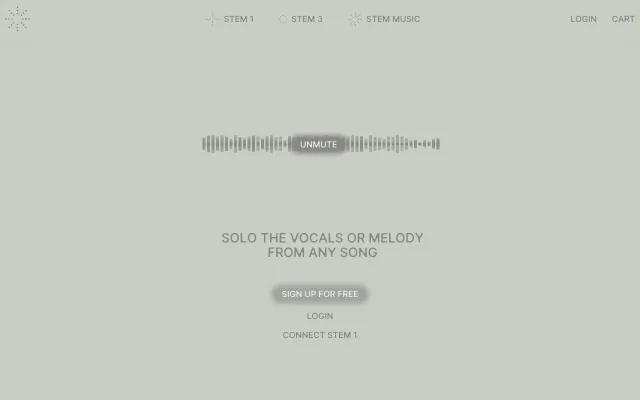 STEM 1
STEM 3
STEM MUSIC
LOGIN
CART
UNMUTE
SOLO THE VOCALS OR MELODY
FROM ANY SONG
SIGN UP FOR FREE
LOGIN
CONNECT STEM 1